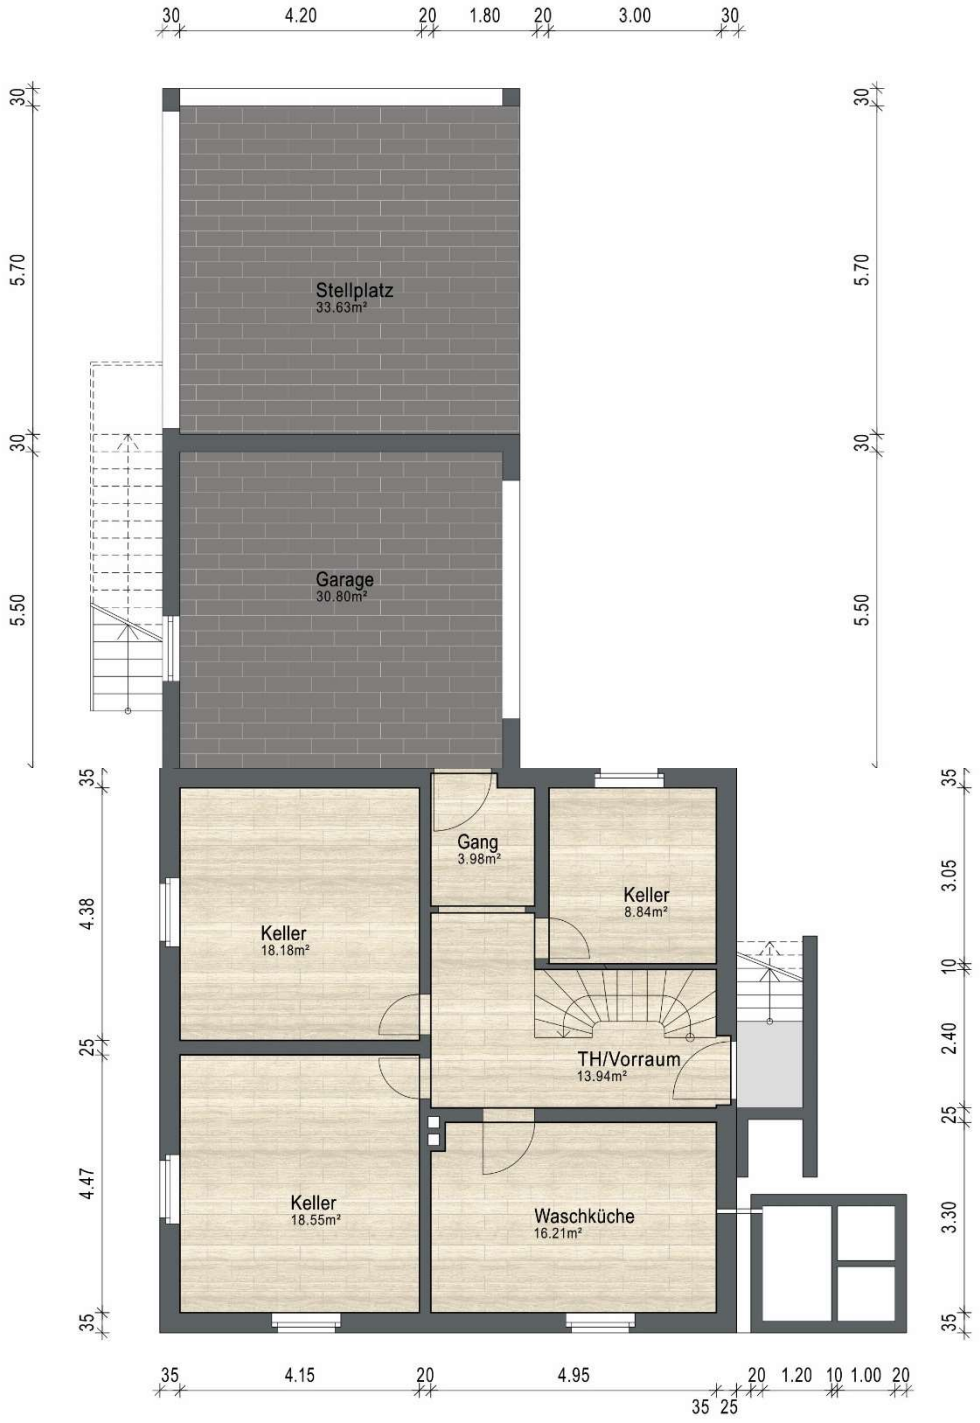 30 4.20 20 1.80 20 3.00 30
30
30
5.70
5.70
Stellplatz
33.63m²
30
30
Garage
30.80m²
5.50
5.50
35
35
Gang
3.98m²
3.05
Keller
8.84m²
4.38
Keller
18.18m²
10
2.40
25
TH/Vorraum
13.94m²
25
4.47
Keller
18.55m²
Waschküche
16.21m²
3.30
35
35
35 4.15 20 4.95 20 1.20 10 1.00 20
35 25